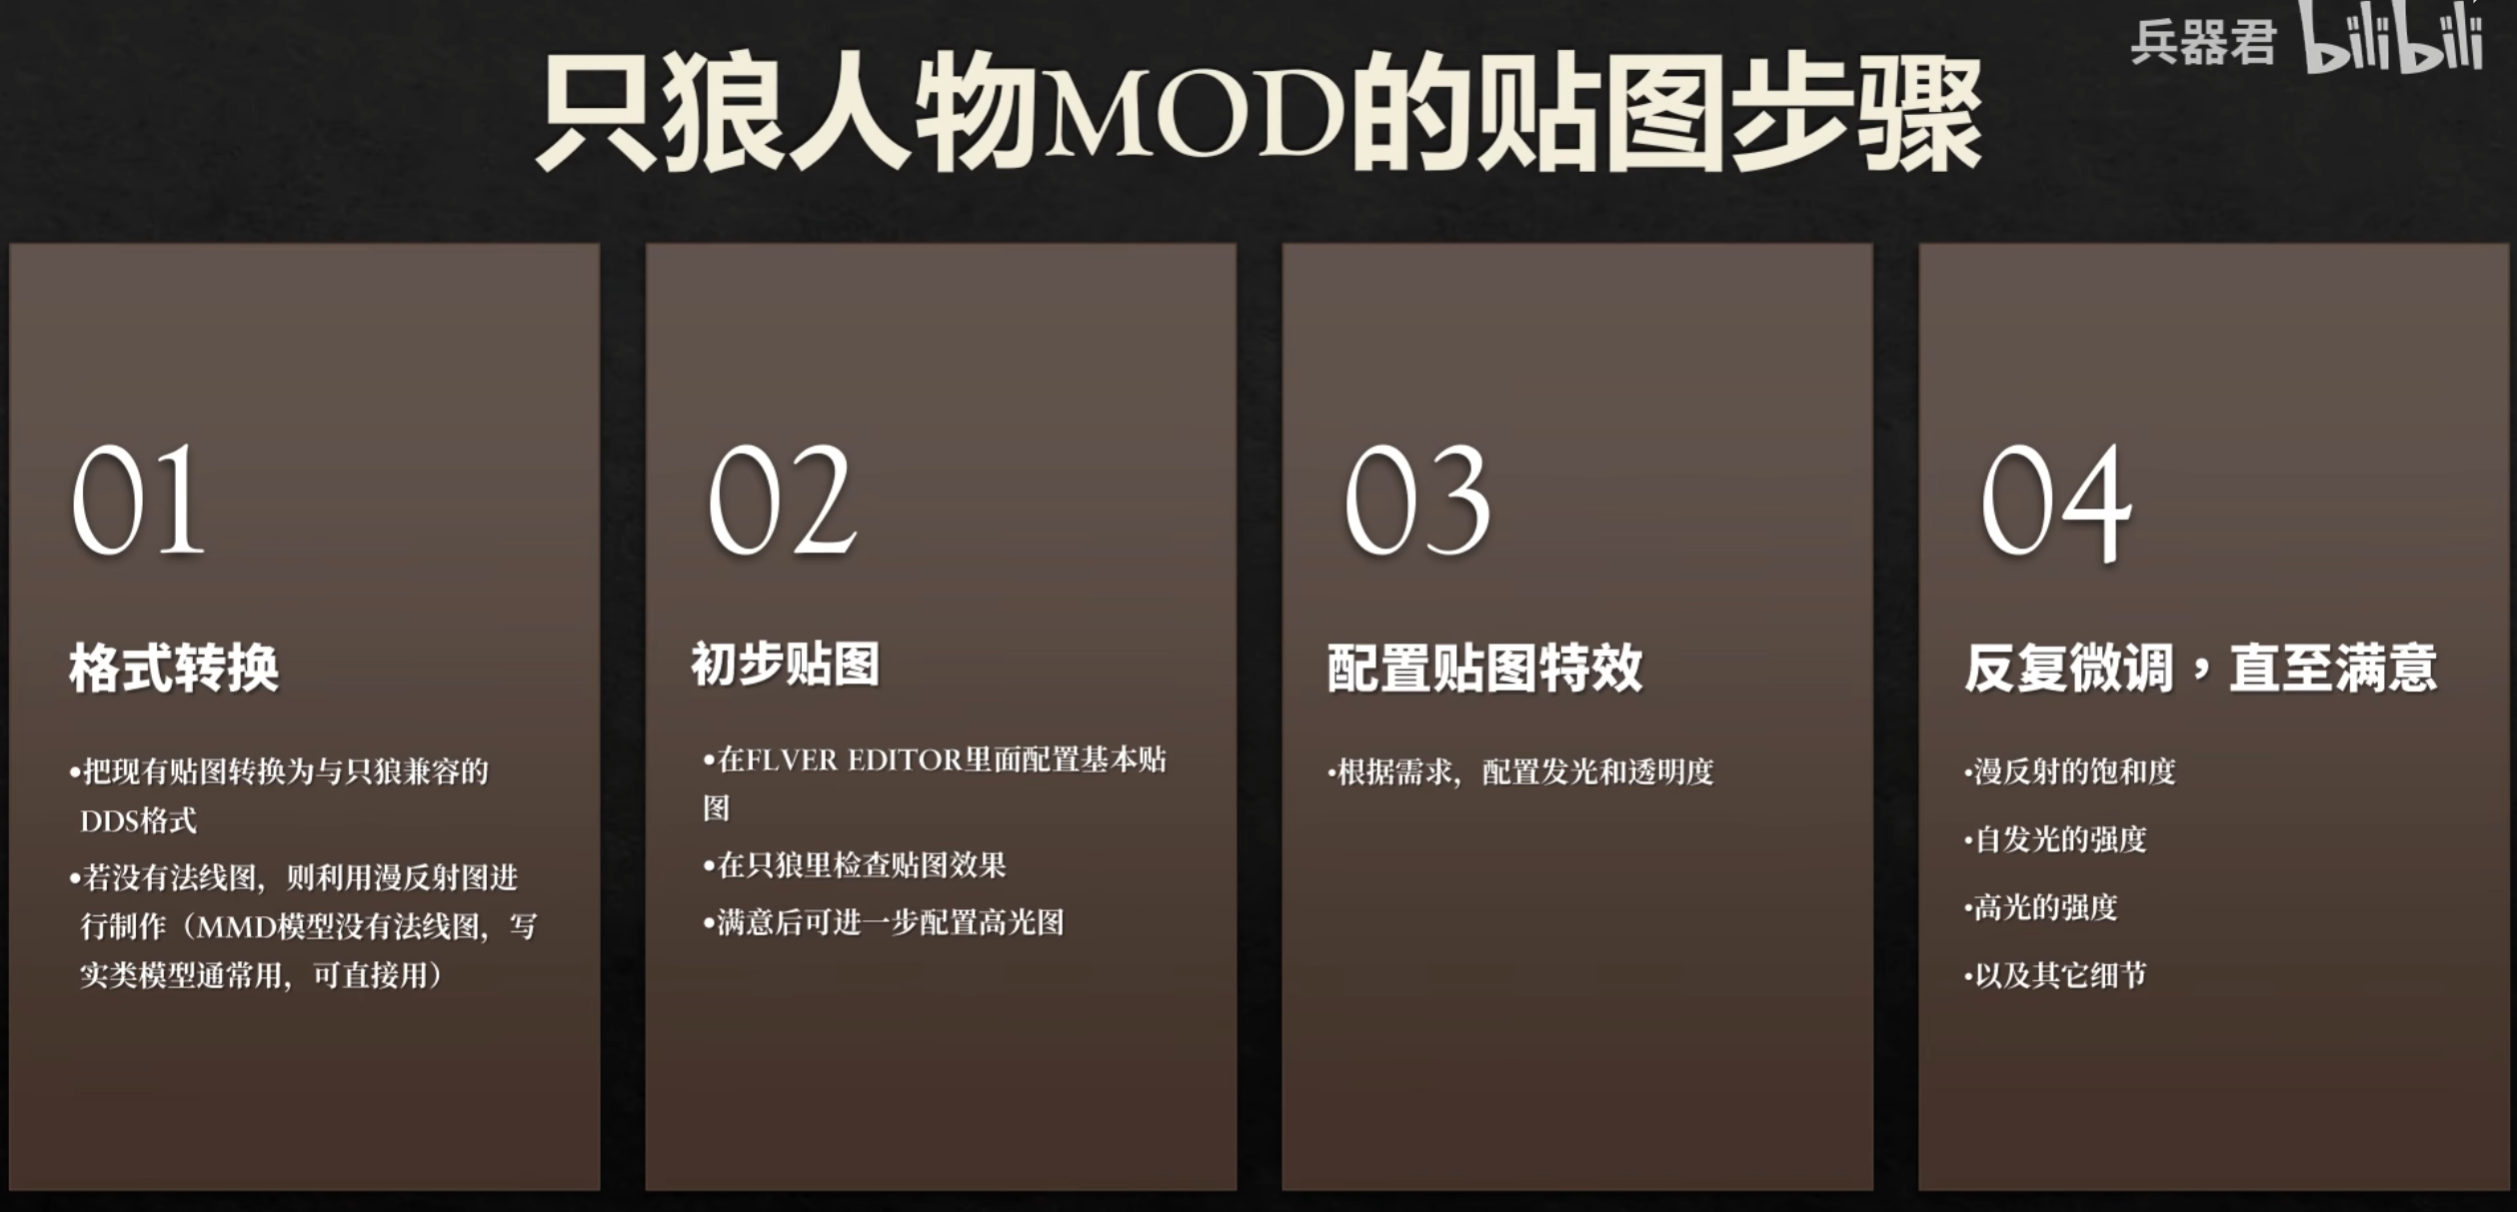 兵器君 bilibili
只狼人物MOD的贴图步骤
01
格式转换
•把现有贴图转换为与只狼兼容的
DDS格式
•若没有法线图，则利用漫反射图进
行制作（MMD模型没有法线图，写
实类模型通常用，可直接用）
02
初步贴图
•在FLVER EDITOR里面配置基本贴
图
•在只狼里检查贴图效果
•满意后可进一步配置高光图
03
配置贴图特效
•根据需求，配置发光和透明度
04
反复微调，直至满意
•漫反射的饱和度
•自发光的强度
•高光的强度
•以及其它细节